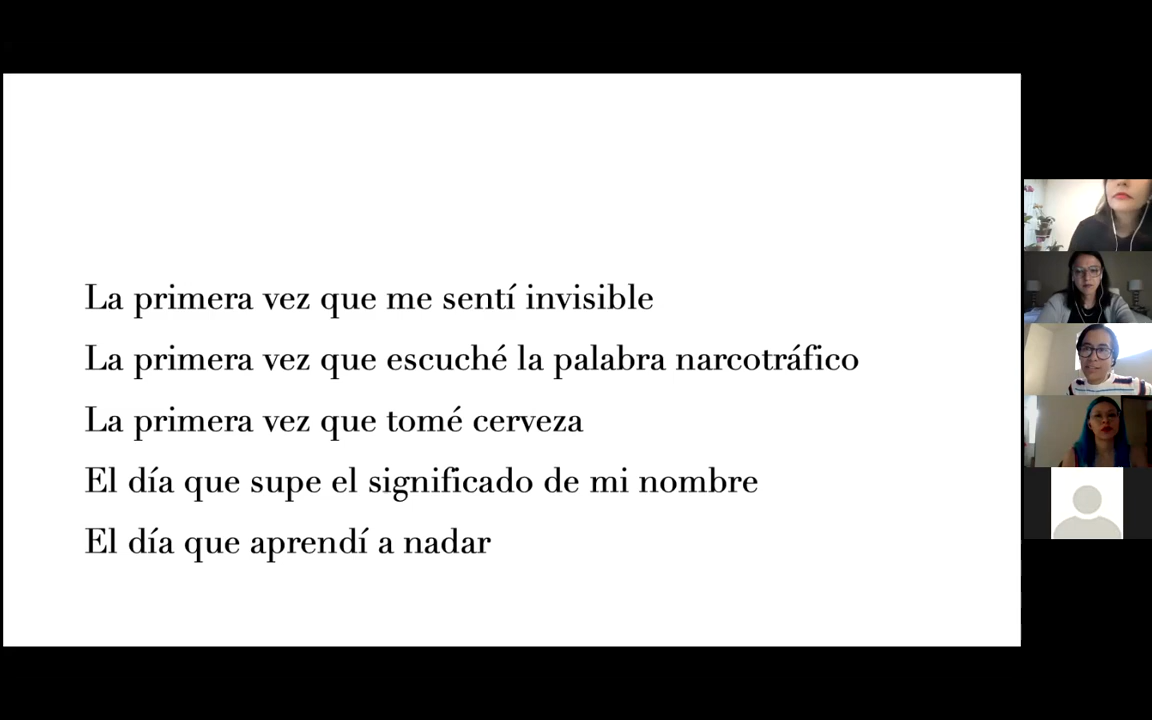 La primera vez que me sentí invisible
La primera vez que escuché la palabra narcotráfico
La primera vez que tomé cerveza
El día que supe el significado de mi nombre
El día que aprendí a nadar